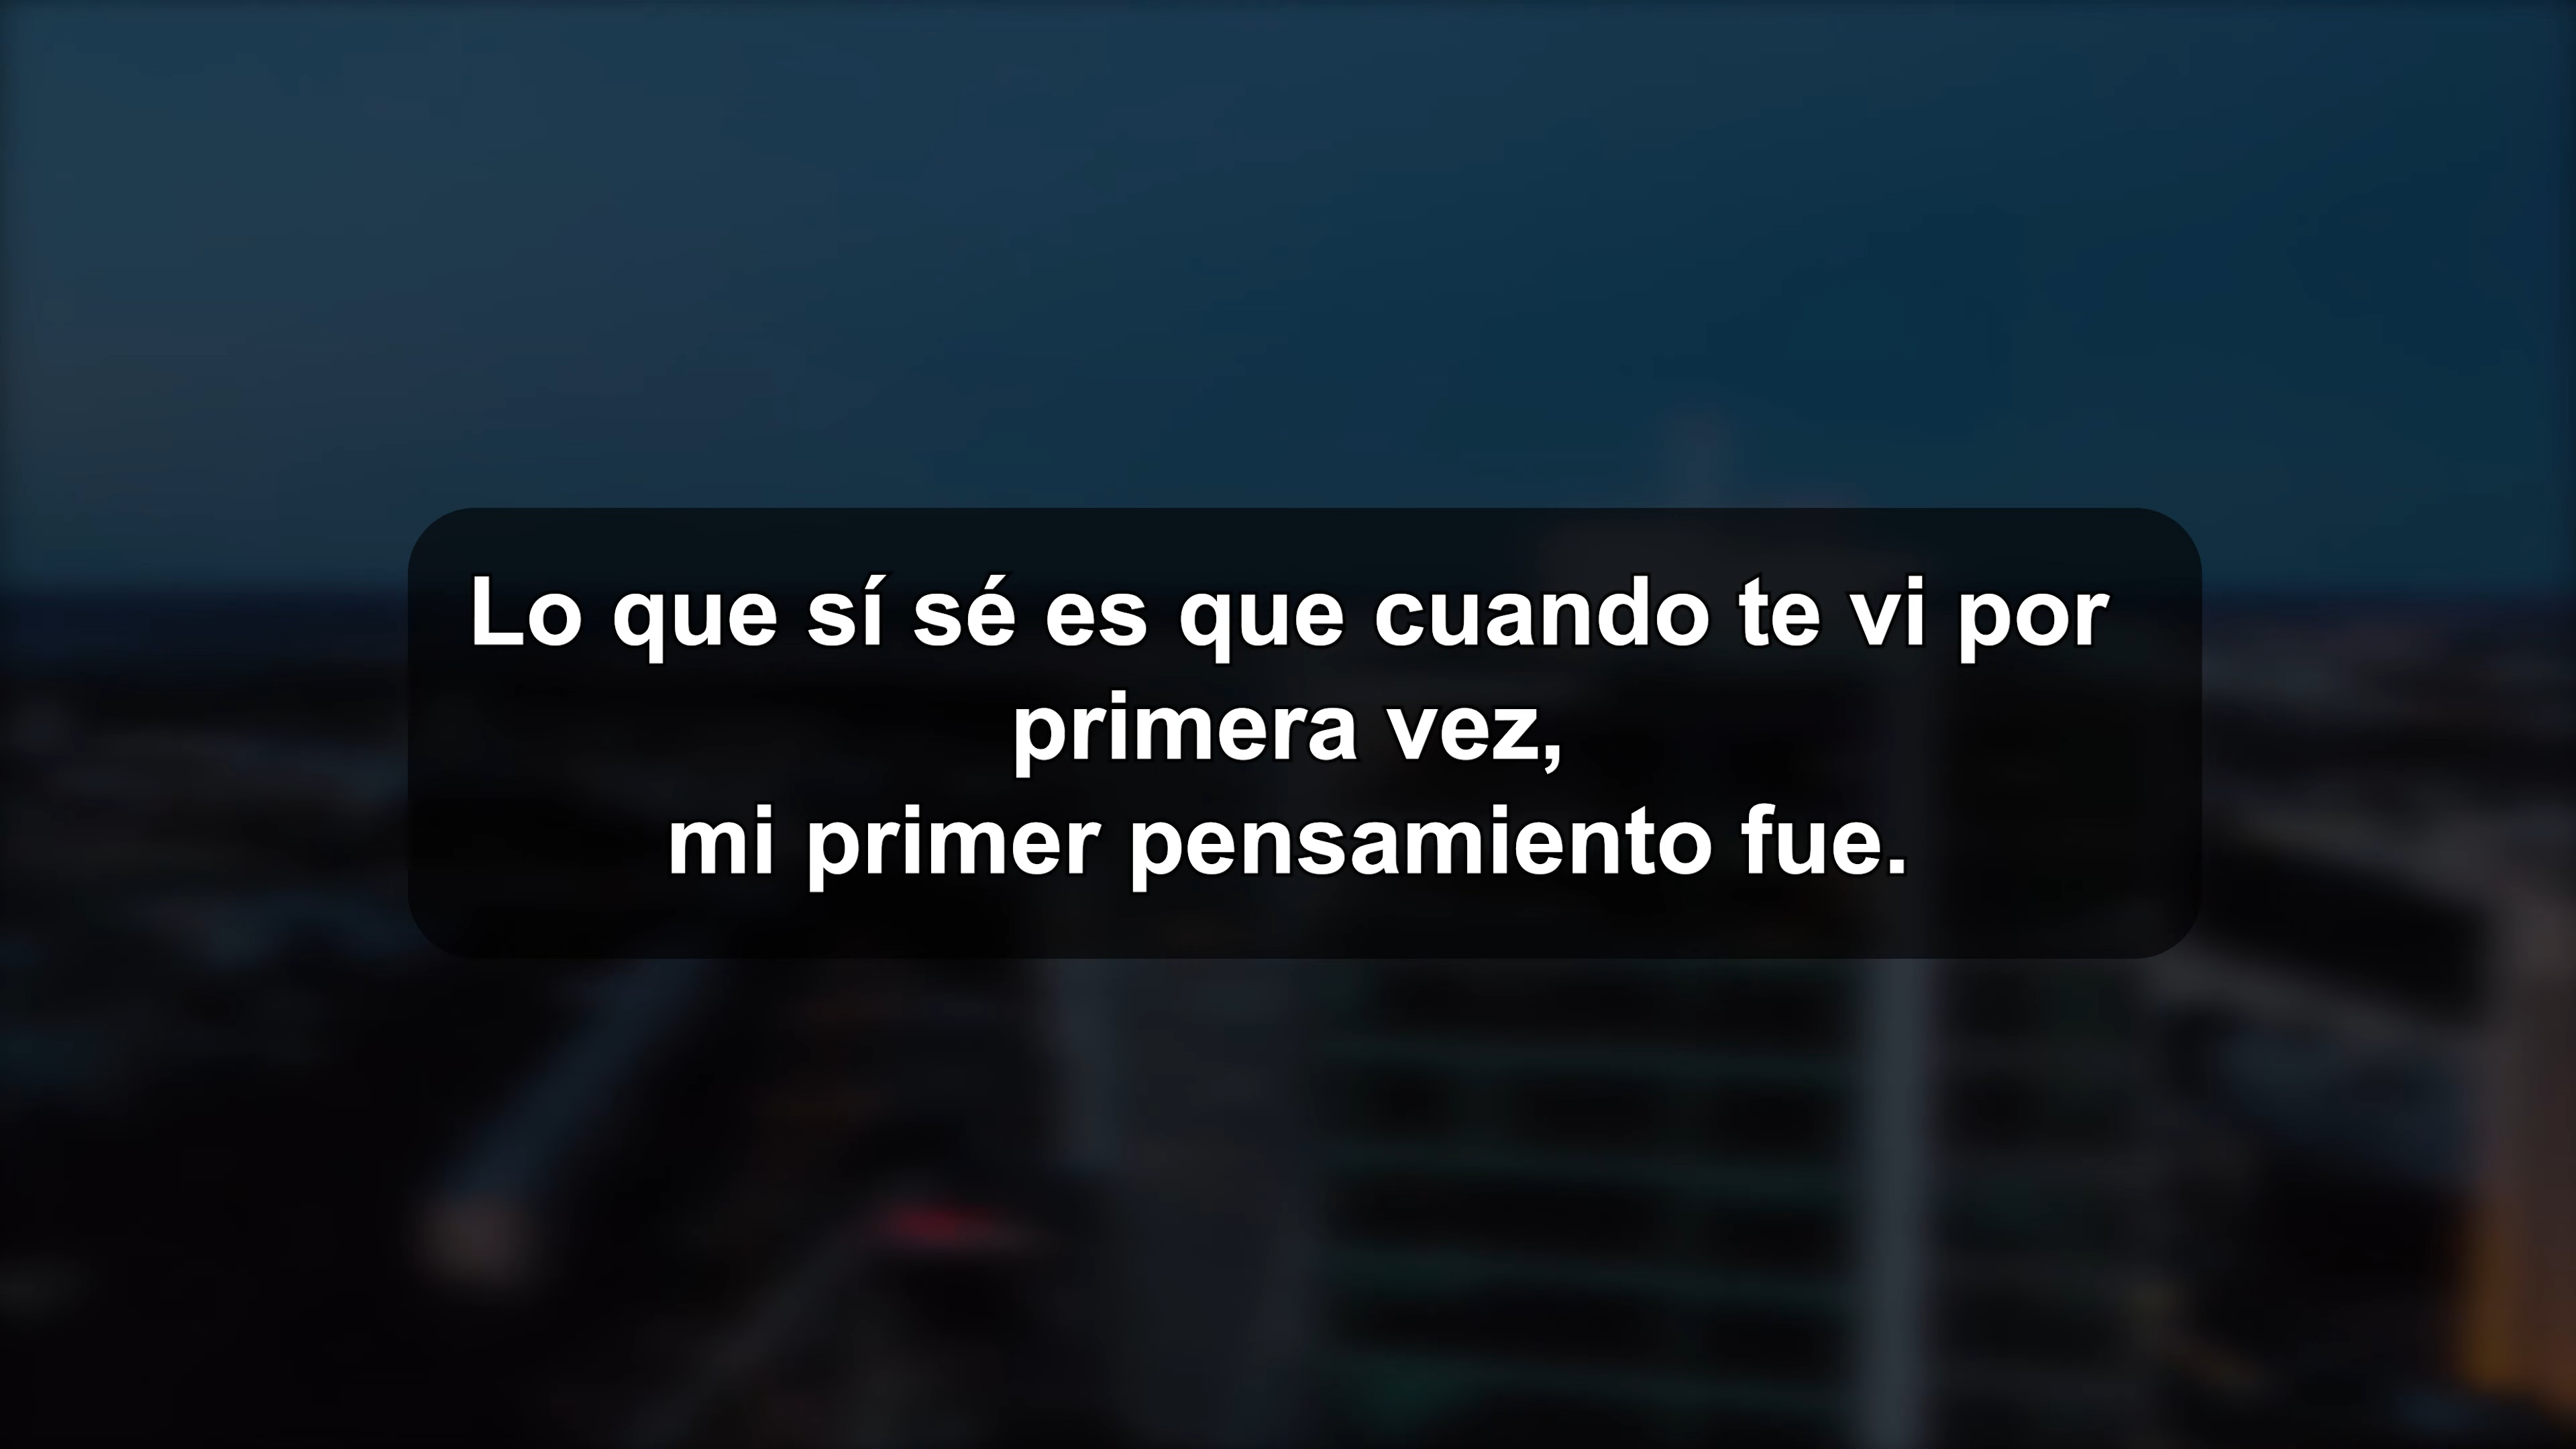 Lo que sí sé es que cuando te vi por
primera vez,
mi primer pensamiento fue.